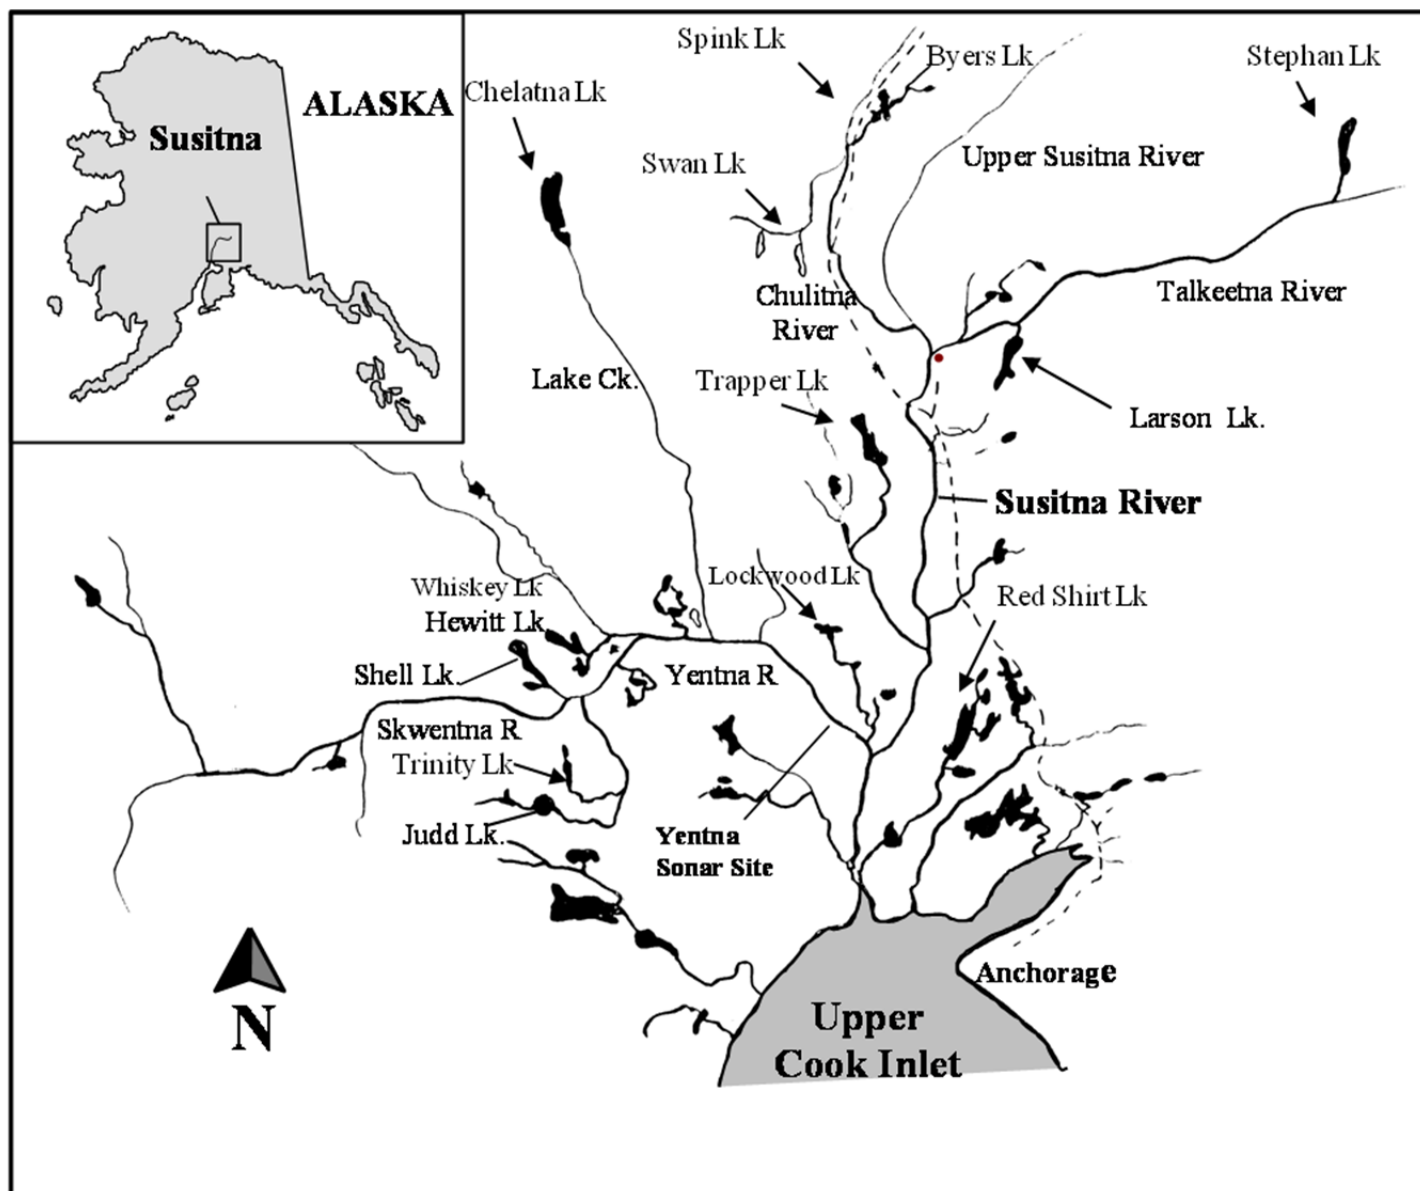 Spink Lk
Byers Lk
Stephan Lk
Chelatna Lk
ALASKA
Susitna
Swan Lk
Upper Susitna River
Chulitna
River
Talkeetna River
Lake Ck.
Trapper Lk
Larson Lk.
Susitna River
Whiskey Lk
Lockwood Lk
Hewitt Lk.
Red Shirt Lk
Shell Lk.
Yentna R
Skwentna R
Trinity Lk
Judd Lk.
Yentna
Sonar Site
N
Anchorage
Upper
Cook Inlet